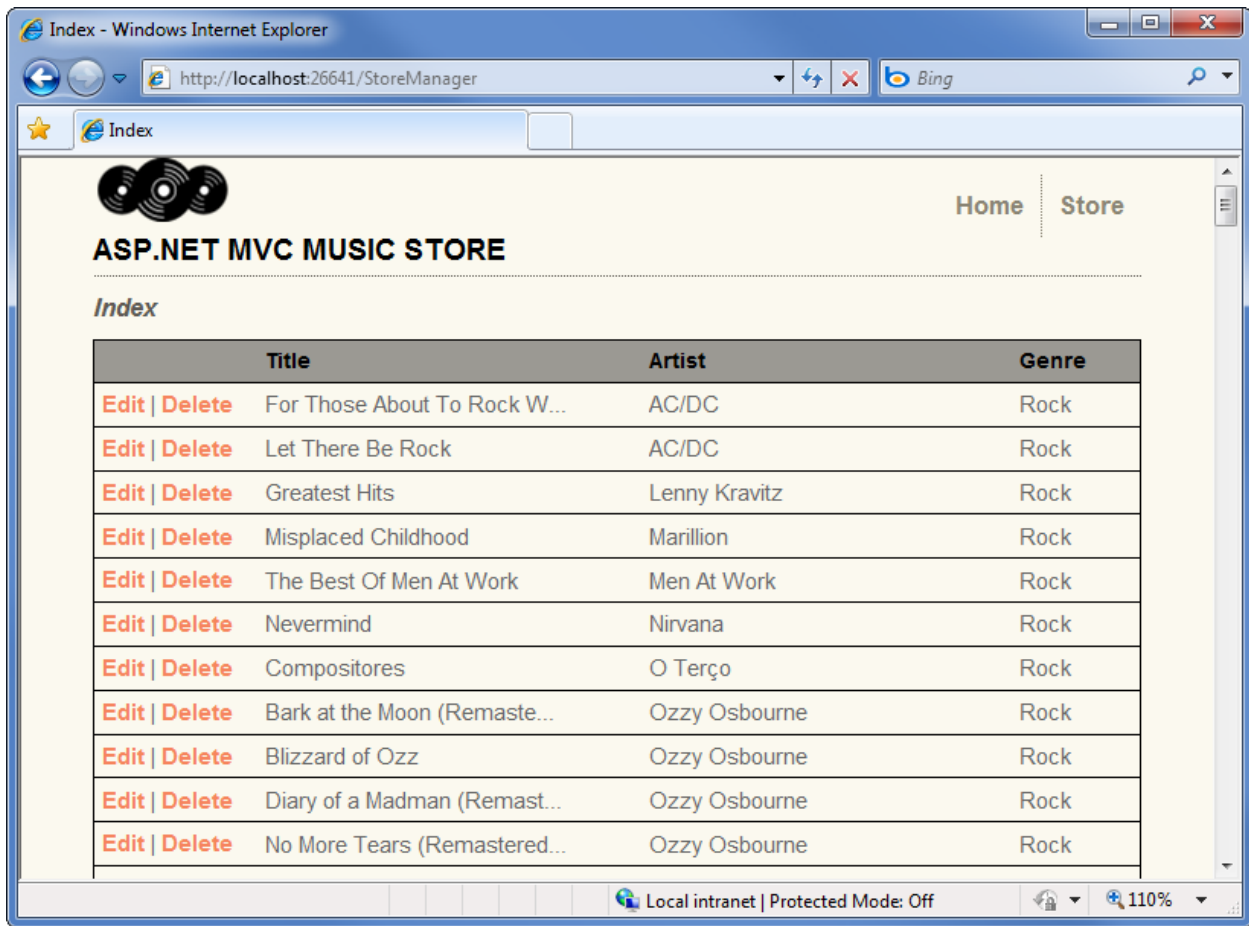 Index - Windows Internet Explorer
http://localhost:26641/StoreManager
Bing
Index
Home Store
ASP.NET MVC MUSIC STORE
Index
Title Artist Genre
Edit | Delete For Those About To Rock W... AC/DC Rock
Edit | Delete Let There Be Rock AC/DC Rock
Edit | Delete Greatest Hits Lenny Kravitz Rock
Edit | Delete Misplaced Childhood Marillion Rock
Edit | Delete The Best Of Men At Work Men At Work Rock
Edit | Delete Nevermind Nirvana Rock
Edit | Delete Compositores O Terço Rock
Edit | Delete Bark at the Moon (Remaste... Ozzy Osbourne Rock
Edit | Delete Blizzard of Ozz Ozzy Osbourne Rock
Edit | Delete Diary of a Madman (Remast... Ozzy Osbourne Rock
Edit | Delete No More Tears (Remastered... Ozzy Osbourne Rock
Local intranet | Protected Mode: Off 110%